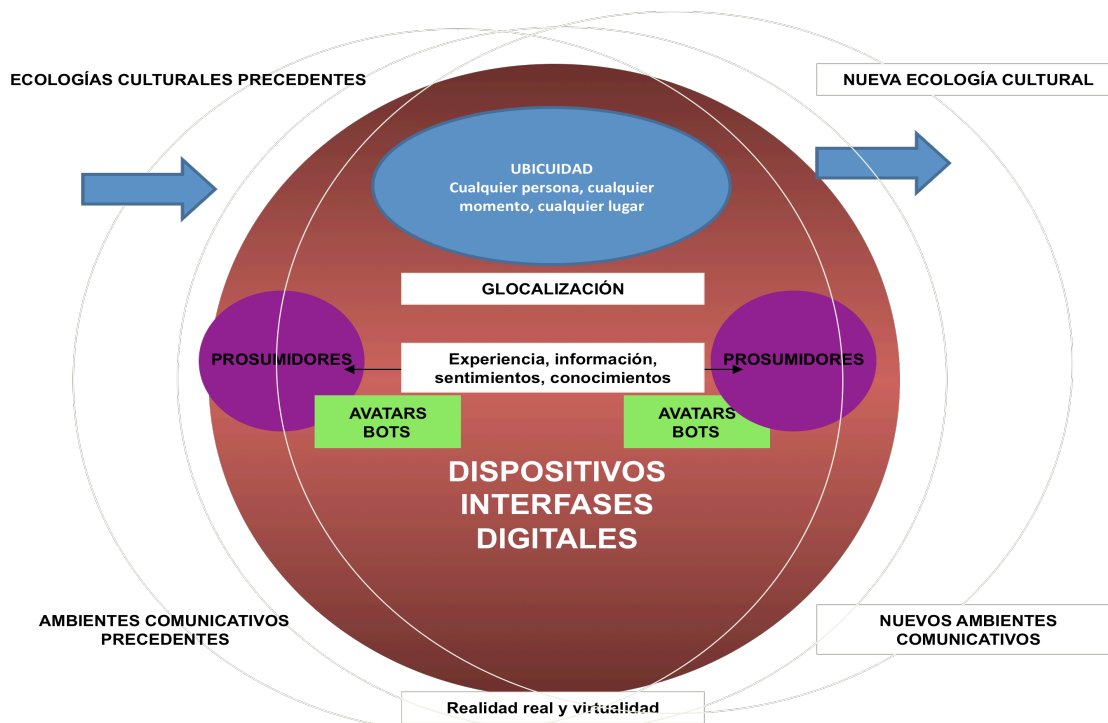 ECOLOGÍAS CULTURALES PRECEDENTES
NUEVA ECOLOGÍA CULTURAL
UBICUIDAD
Cualquier persona, cualquier
momento, cualquier lugar
GLOCALIZACIÓN
PROSUMIDORES
Experiencia, información,
sentimientos, conocimientos
PROSUMIDORES
AVATARS
BOTS
AVATARS
BOTS
DISPOSITIVOS
INTERFASES
DIGITALES
AMBIENTES COMUNICATIVOS
PRECEDENTES
NUEVOS AMBIENTES
COMUNICATIVOS
Realidad real y virtualidad